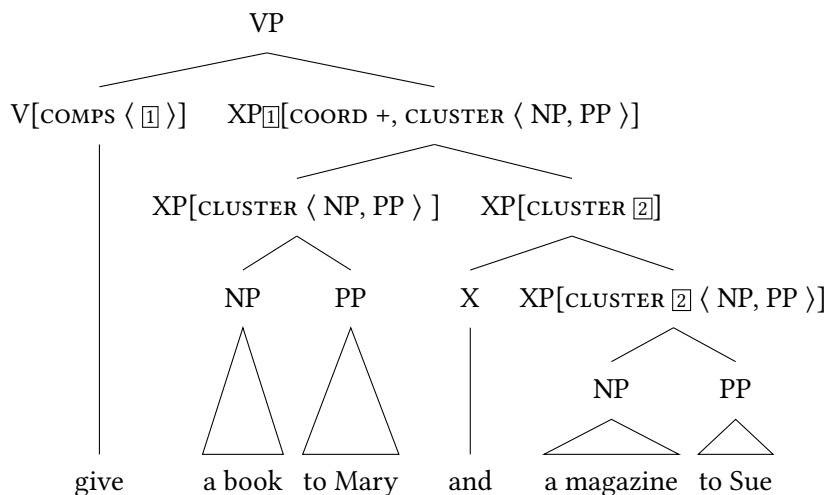 VP
V[COMPS ⟨ 1 ⟩] XP1[COORD +, CLUSTER ⟨ NP, PP ⟩]
XP[CLUSTER ⟨ NP, PP ⟩ ] XP[CLUSTER 2]
NP PP X XP[CLUSTER 2 ⟨ NP, PP ⟩]
NP PP
give a book to Mary and a magazine to Sue